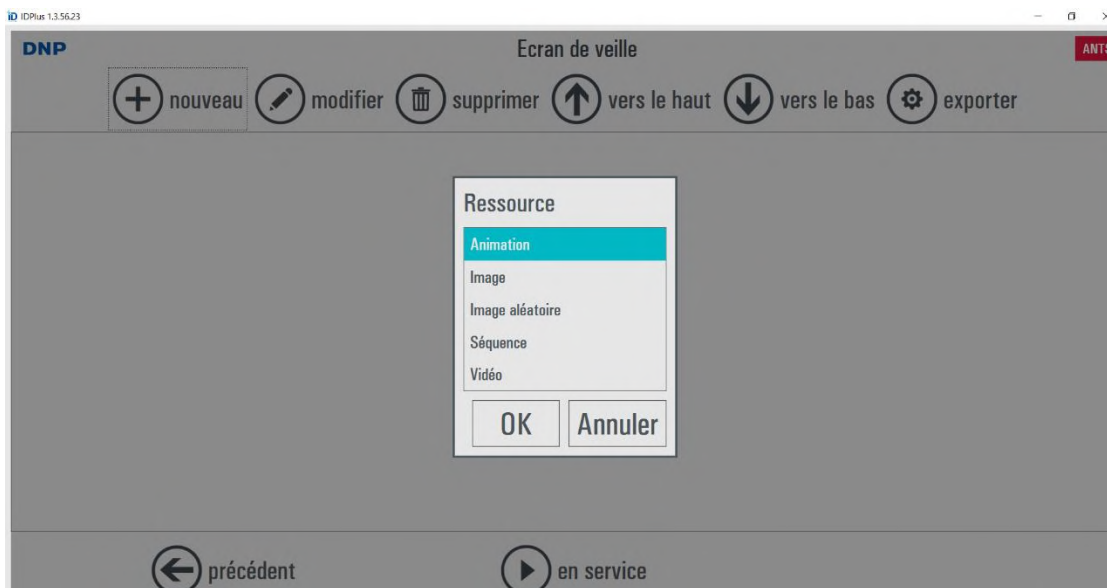 iD IDPlus 1.3.56.23
DNP Ecran de veille ANTS
nouveau modifier supprimer vers le haut vers le bas exporter
Ressource
Animation
Image
Image aléatoire
Séquence
Vidéo
OK Annuler
précédent en service